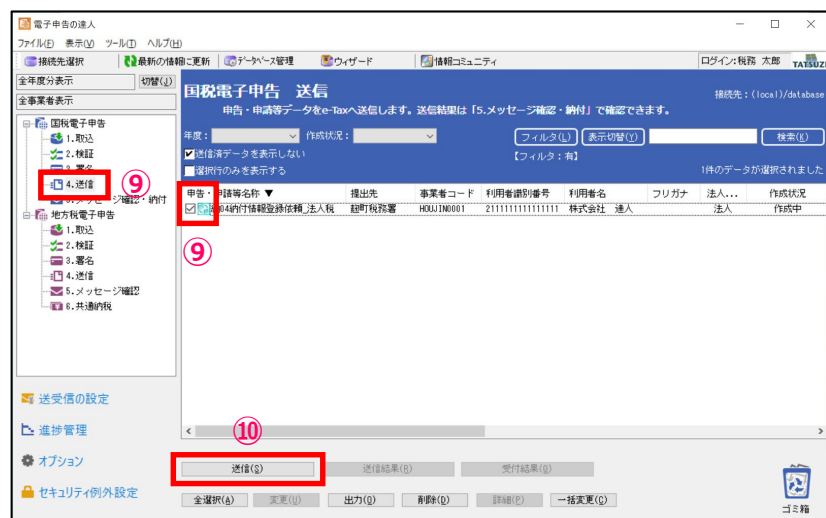 電子申告の達人
ファイル(F) 表示(V) ツール(T) ヘルプ(H)
接続先選択 最新の情報に更新 データベース管理 ウィザード 情報コミュニティ ログイン:税務 太郎 TATSUZI
全年度分表示 切替(J)
全事業者表示
国税電子申告
1.取込
2.検証
3.署名
4.送信
⑨
5.メッセージ確認・納付
地方税電子申告
1.取込
2.検証
3.署名
4.送信
5.メッセージ確認
6.共通納税
送受信の設定
進捗管理
オプション
セキュリティ例外設定
国税電子申告 送信
接続先:(local)/database
申告・申請等データをe-Taxへ送信します。送信結果は「5.メッセージ確認・納付」で確認できます。
年度: 作成状況: フィルタ(L) 表示切替(Y) 検索(K)
送信済データを表示しない 【フィルタ:有】
選択行のみを表示する 1件のデータが選択されました
申告・申請等名称 ▼ 提出先 事業者コード 利用者識別番号 利用者名 フリガナ 法人... 作成状況
04納付情報登録依頼_法人税 麹町税務署 HOUJIN0001 2111111111111111 株式会社 達人 法人 作成中
⑨
⑩
送信(S) 送信結果(R) 受付結果(Q)
全選択(A) 変更(U) 出力(O) 削除(D) 詳細(P) 一括変更(C)
ゴミ箱